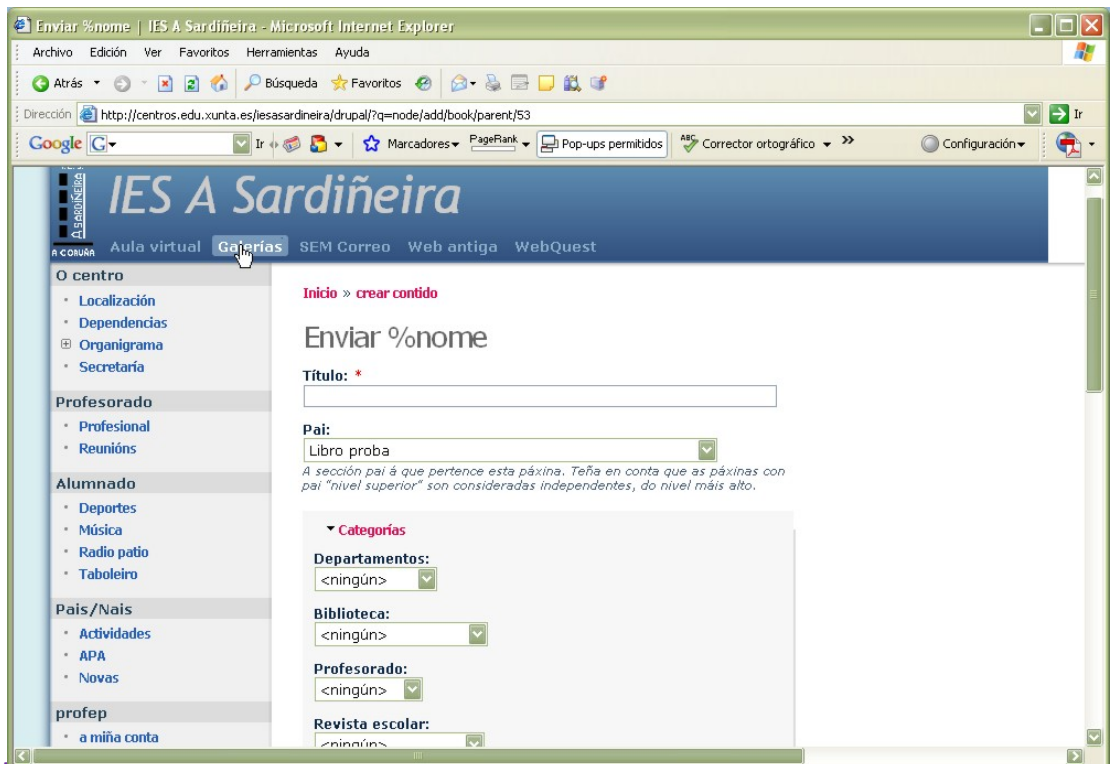 Enviar %nome | IES A Sardiñeira - Microsoft Internet Explorer
Archivo Edición Ver Favoritos Herramientas Ayuda
Atrás Búsqueda Favoritos
Dirección http://centros.edu.xunta.es/iesasardineira/drupal/?q=node/add/book/parent/53 Ir
Google G Ir Marcadores PageRank Pop-ups permitidos ABC Corrector ortográfico » Configuración
A SARDIÑEIRA
A CORUÑA
IES A Sardiñeira
Aula virtual Galerías SEM Correo Web antiga WebQuest
O centro
Localización
Dependencias
Organigrama
Secretaría
Profesorado
Profesional
Reunións
Alumnado
Deportes
Música
Radio patio
Taboleiro
Pais/Nais
Actividades
APA
Novas
profep
a miña conta
Inicio » crear contido
Enviar %nome
Título: *
Pai:
Libro proba
A sección pai á que pertence esta páxina. Teña en conta que as páxinas con
pai "nivel superior" son consideradas independentes, do nivel máis alto.
Categorías
Departamentos:
<ningún>
Biblioteca:
<ningún>
Profesorado:
<ningún>
Revista escolar:
<ningún>